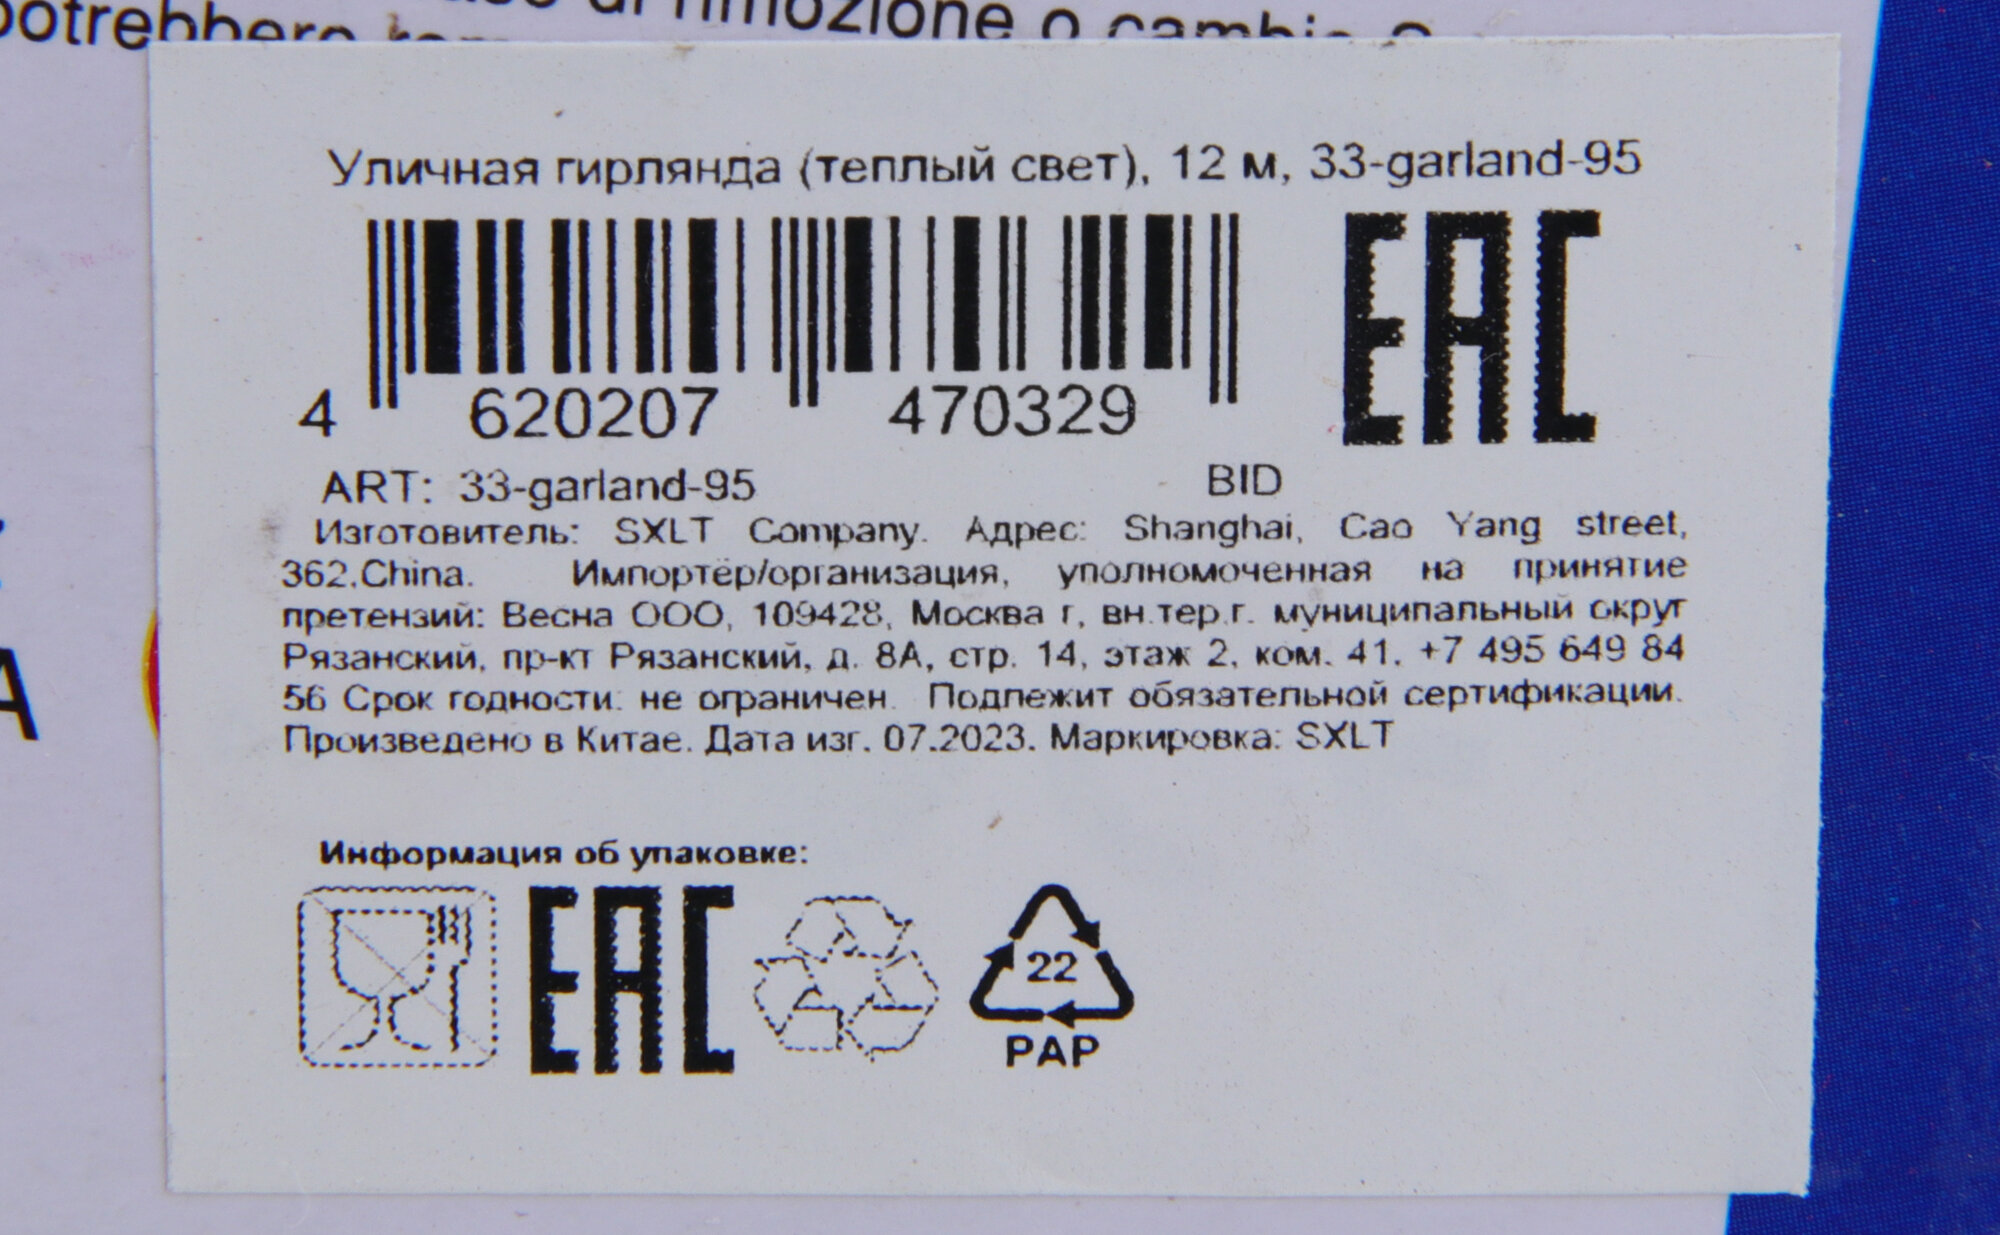 potrebbero
di rimozione o cambio o
Уличная гирлянда (теплый свет), 12 м, 33-garland-95
EAC
4 620207 470329
ART: 33-garland-95 BID
Изготовитель: SXLT Company. Адрес: Shanghai, Cao Yang street,
362,China. Импортёр/организация, уполномоченная на принятие
претензий: Весна ООО, 109428, Москва г, вн.тер.г. муниципальный округ
Рязанский, пр-кт Рязанский, д. 8А, стр. 14, этаж 2, ком. 41, +7 495 649 84
56 Срок годности: не ограничен. Подлежит обязательной сертификации.
Произведено в Китае. Дата изг. 07.2023. Маркировка: SXLT
Информация об упаковке:
EAC
22
PAP
A